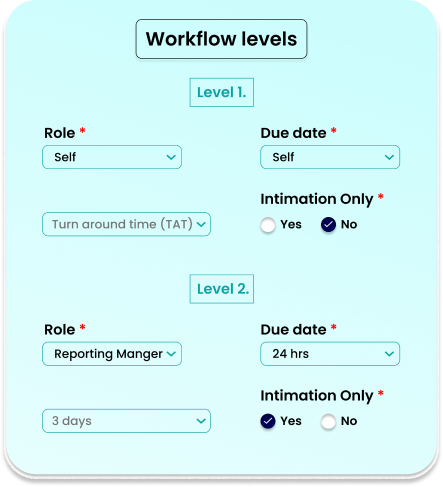 Workflow levels
Level 1.
Role * Due date *
Self Self
Intimation Only *
Turn around time (TAT) Yes No
Level 2.
Role * Due date *
Reporting Manger 24 hrs
Intimation Only *
3 days Yes No